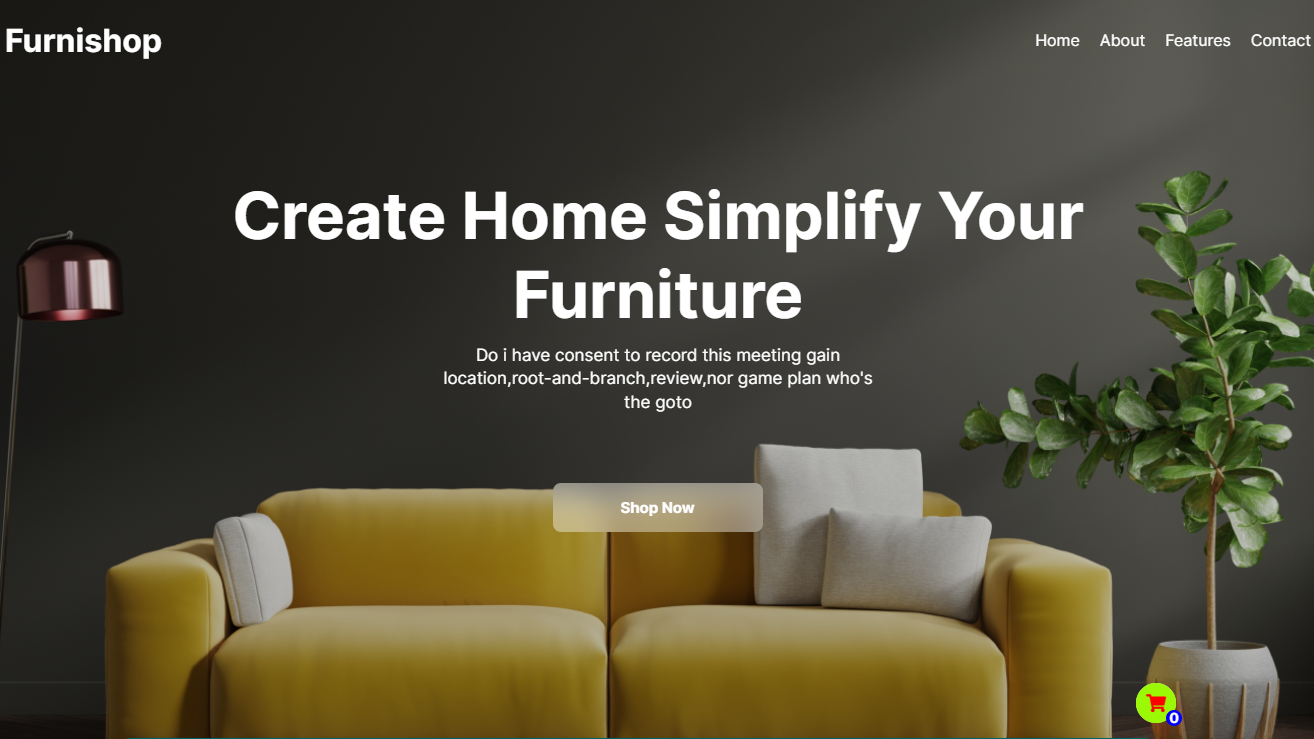 Furnishop
Home About Features Contact
Create Home Simplify Your
Furniture
Do i have consent to record this meeting gain
location,root-and-branch,review,nor game plan who's
the goto
Shop Now
0